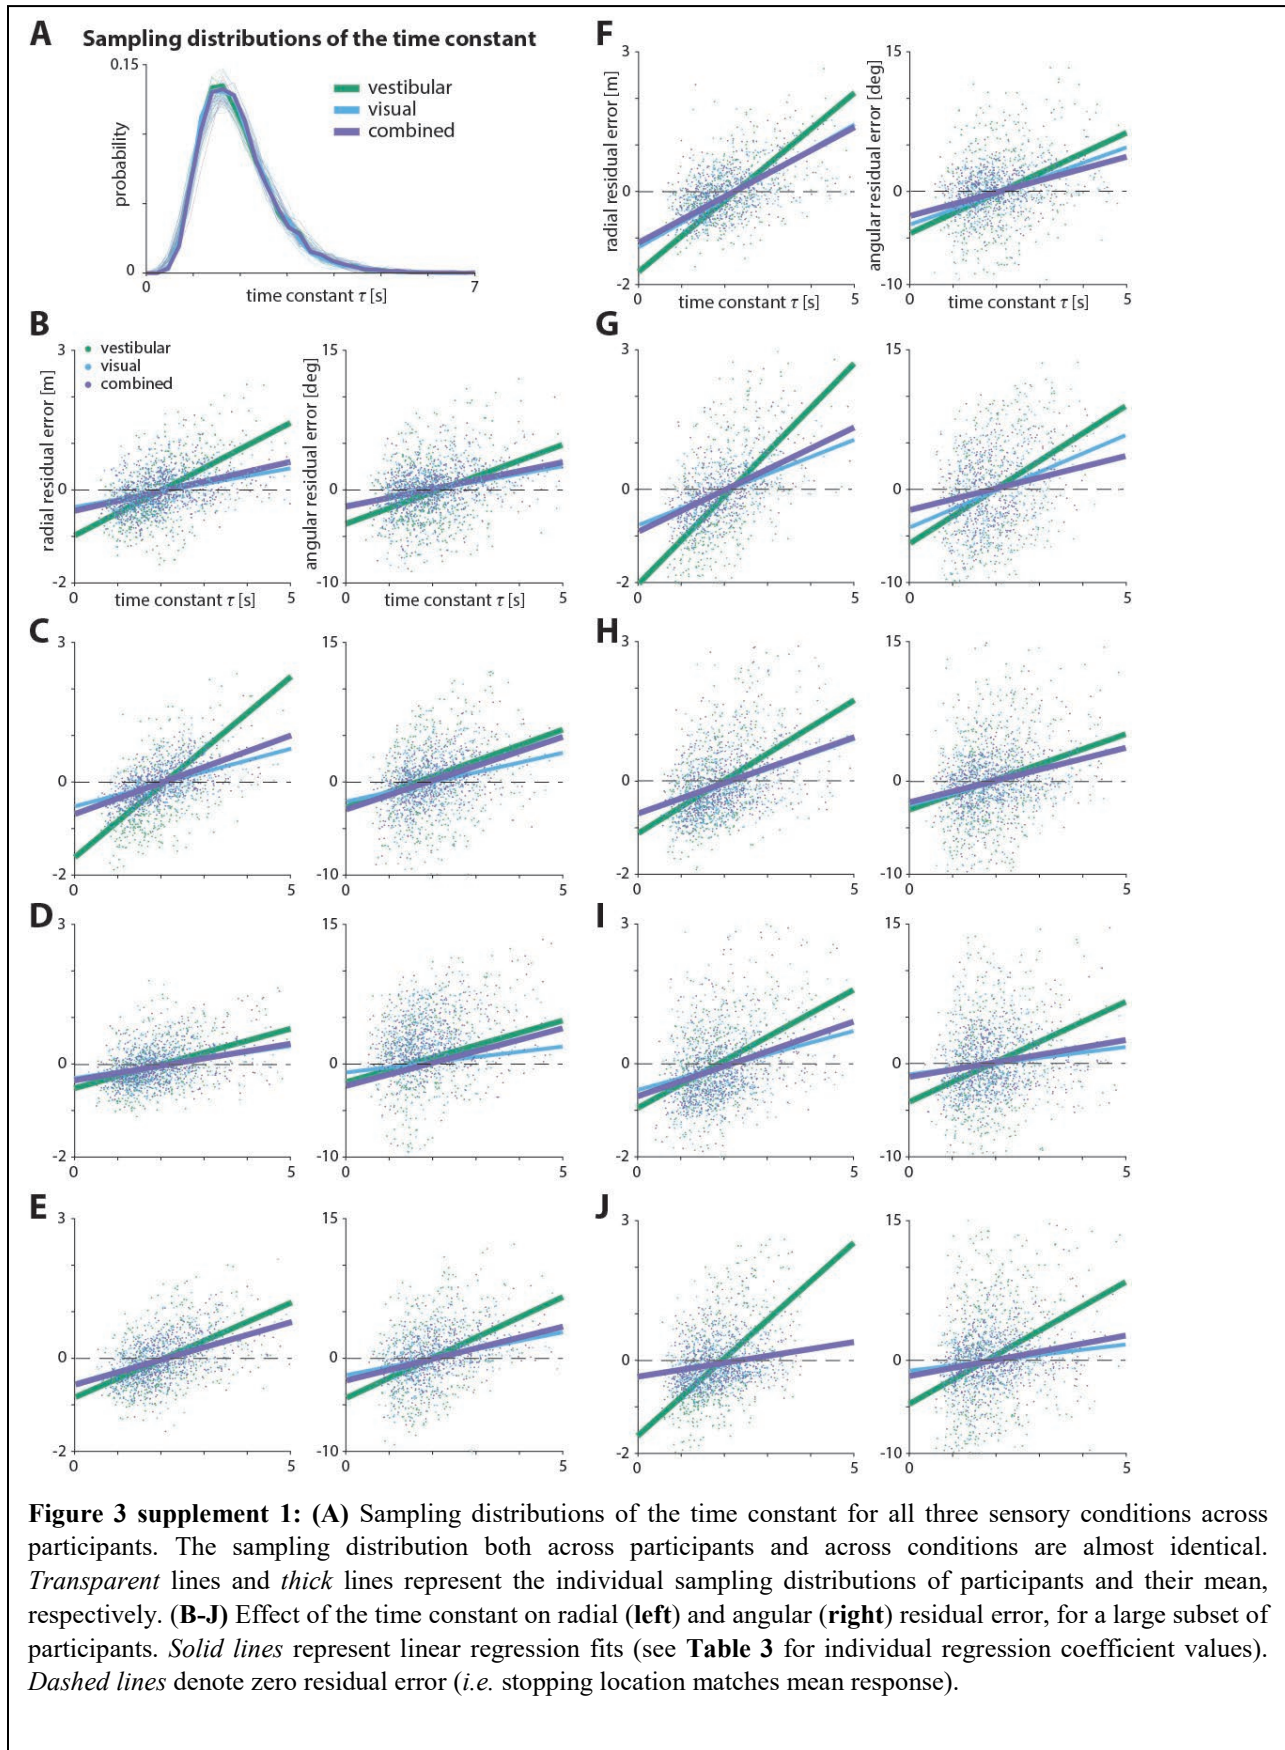 A Sampling distributions of the time constant
0.15
probability
0
0
time constant τ [s]
7
vestibular
visual
combined
B
vestibular
visual
combined
3
radial residual error [m]
0
-2
0
time constant τ [s]
5
15
angular residual error [deg]
0
-10
0
time constant τ [s]
5
C
3
0
-2
0
5
15
0
-10
0
5
D
3
0
-2
0
5
15
0
-10
0
5
E
3
0
-2
0
5
15
0
-10
0
5
F
3
radial residual error [m]
0
-2
0
time constant τ [s]
5
15
angular residual error [deg]
0
-10
0
time constant τ [s]
5
G
3
0
-2
0
5
15
0
-10
0
5
H
3
0
-2
0
5
15
0
-10
0
5
I
3
0
-2
0
5
15
0
-10
0
5
J
3
0
-2
0
5
15
0
-10
0
5
Figure 3 supplement 1: (A) Sampling distributions of the time constant for all three sensory conditions across
participants. The sampling distribution both across participants and across conditions are almost identical.
Transparent lines and thick lines represent the individual sampling distributions of participants and their mean,
respectively. (B-J) Effect of the time constant on radial (left) and angular (right) residual error, for a large subset of
participants. Solid lines represent linear regression fits (see Table 3 for individual regression coefficient values).
Dashed lines denote zero residual error (i.e. stopping location matches mean response).